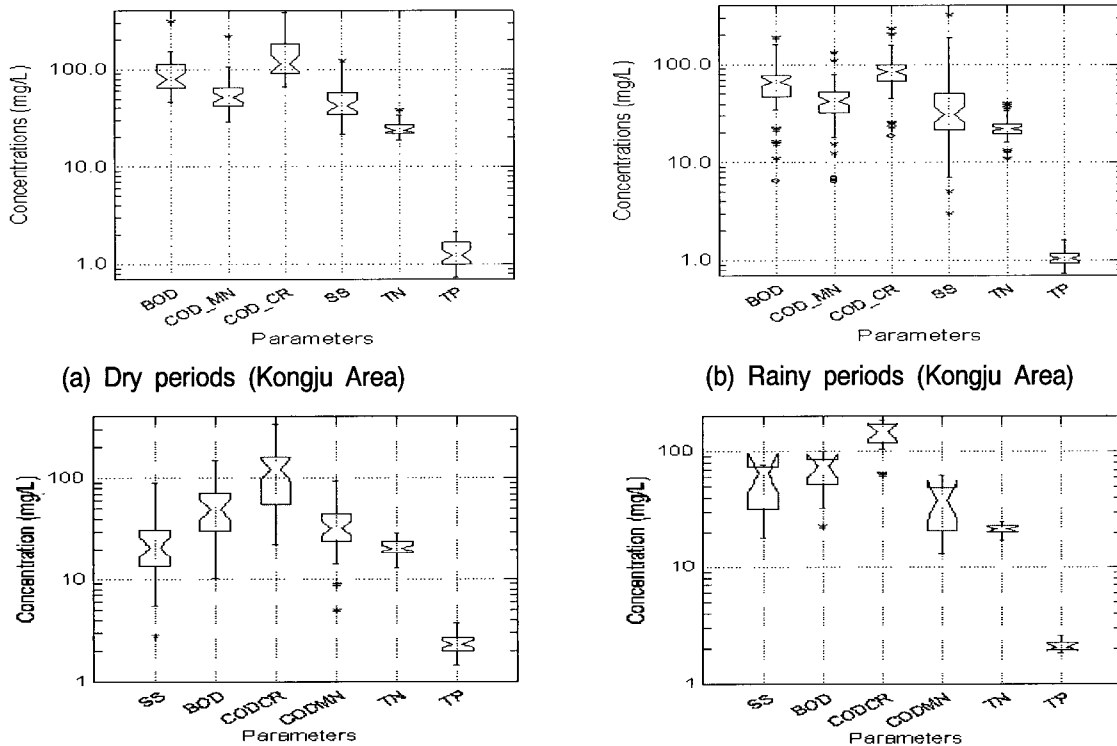 Concentrations (mg/L)
100.0
10.0
1.0
BOD
COD_MN
COD_CR
SS
TN
TP
Parameters
(a) Dry periods (Kongju Area)
Concentrations (mg/L)
100.0
10.0
1.0
BOD
COD_MN
COD_CR
SS
TN
TP
Parameters
(b) Rainy periods (Kongju Area)
Concentration (mg/L)
100
10
1
SS
BOD
CODCR
CODMN
TN
TP
Parameters
Concentration (mg/L)
100
10
1
SS
BOD
CODCR
CODMN
TN
TP
Parameters